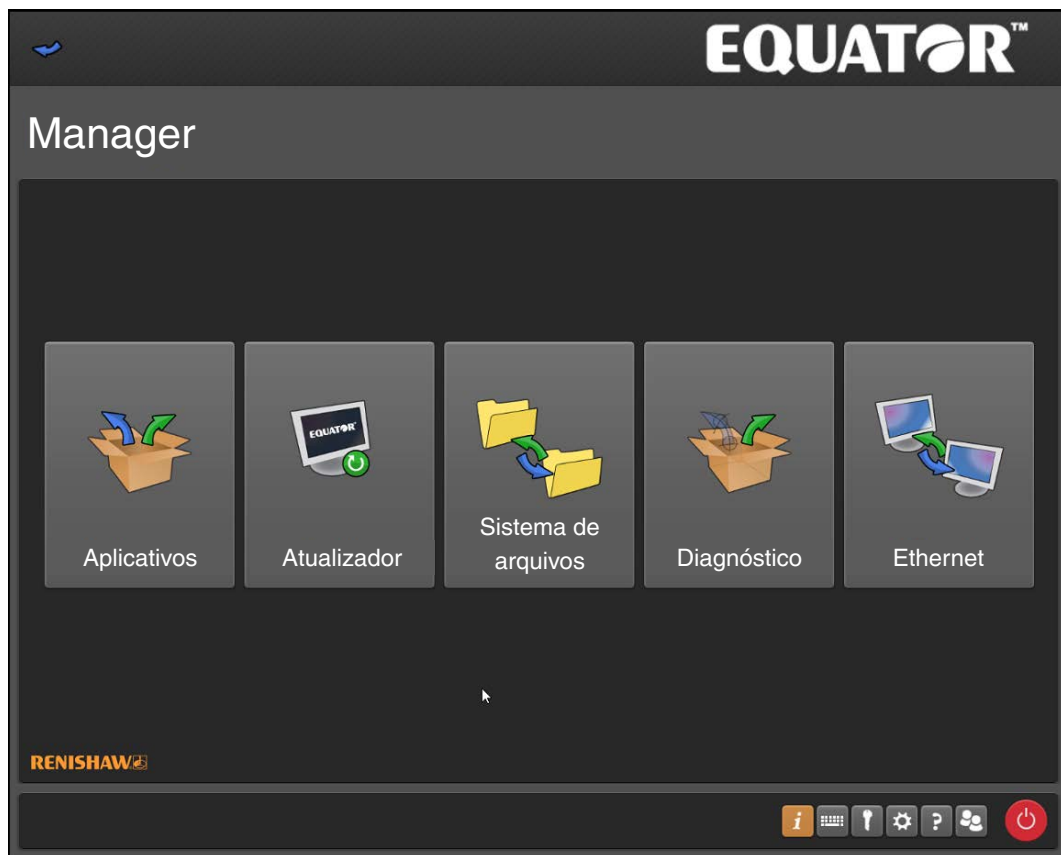 EQUATOR™
Manager
EQUATOR
Aplicativos
Atualizador
Sistema de
arquivos
Diagnóstico
Ethernet
RENISHAW
i
?